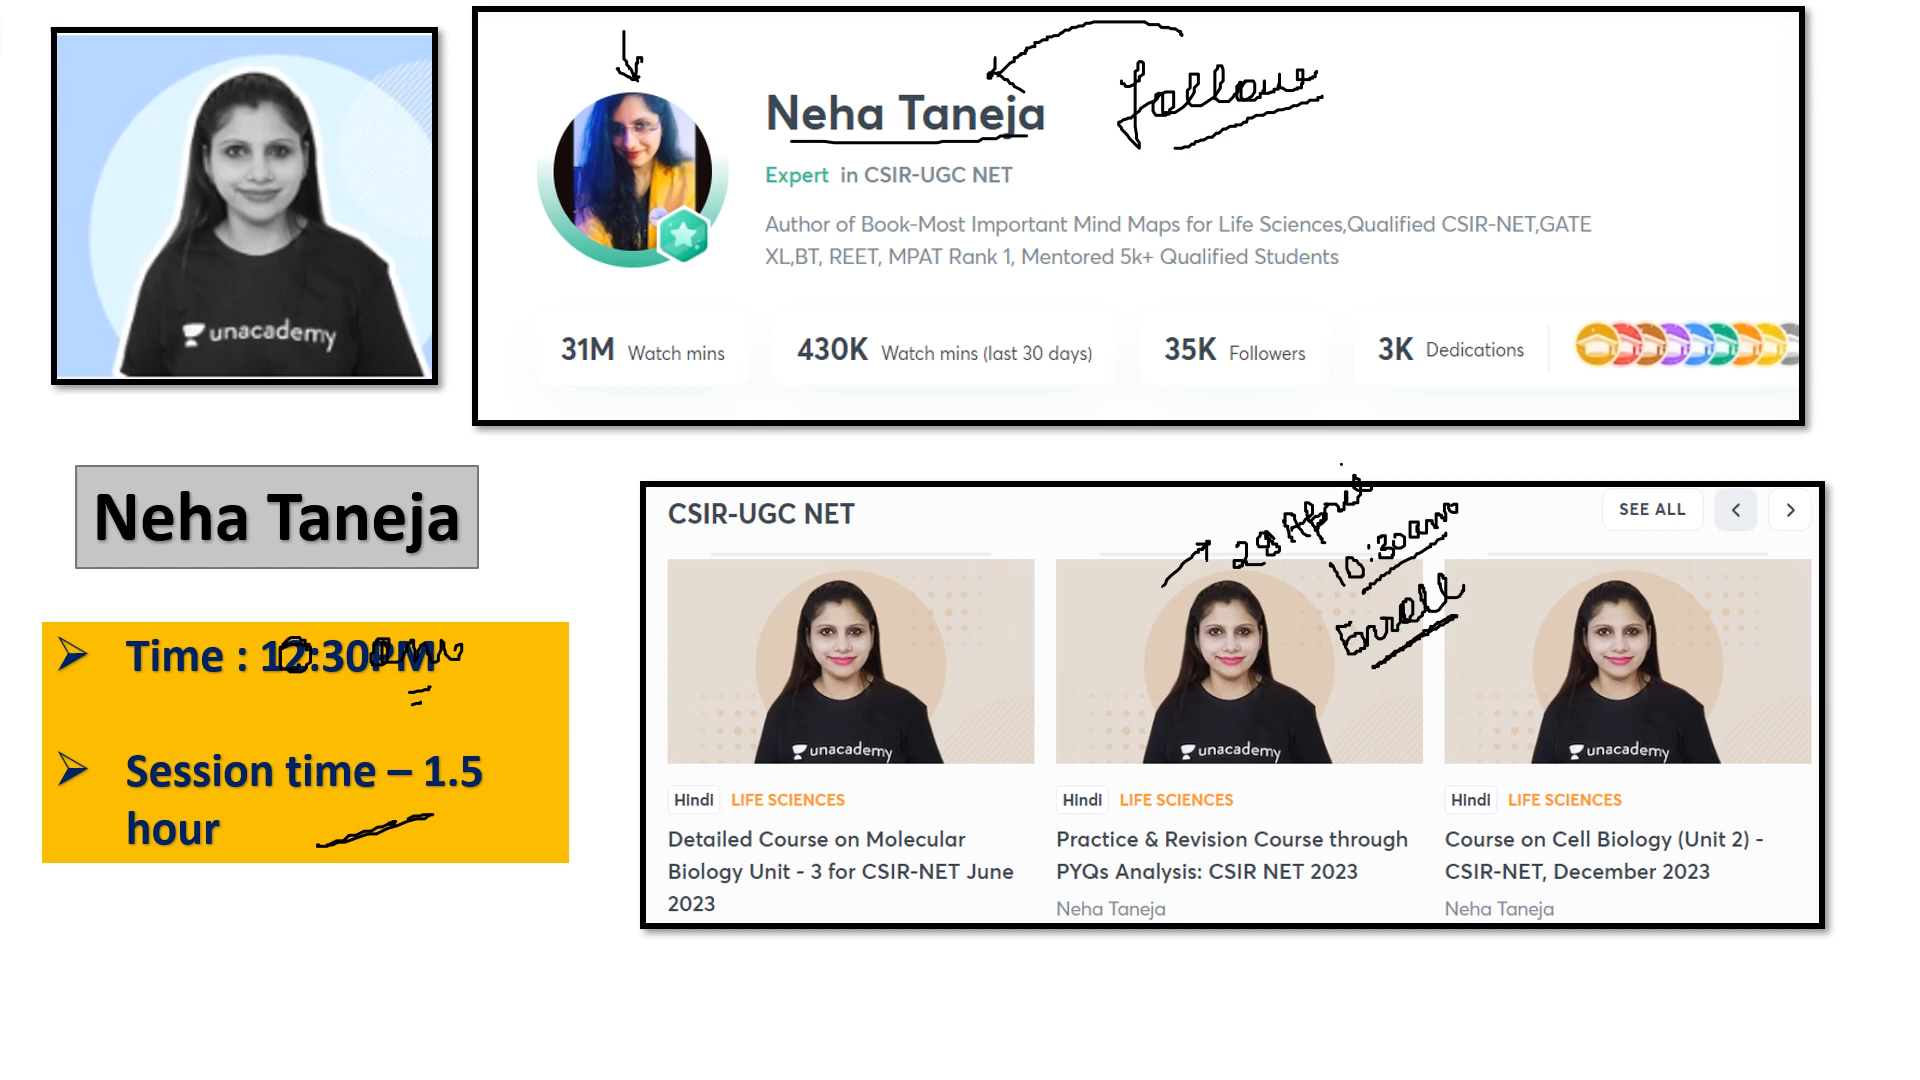 unacademy
Neha Taneja
follow
Expert in CSIR-UGC NET
Author of Book-Most Important Mind Maps for Life Sciences,Qualified CSIR-NET,GATE
XL,BT, REET, MPAT Rank 1, Mentored 5k+ Qualified Students
31M Watch mins
430K Watch mins (last 30 days)
35K Followers
3K Dedications
Neha Taneja
Time : 12:30PM
Session time – 1.5
hour
CSIR-UGC NET
28 April
10:30am
Enroll
SEE ALL
unacademy
unacademy
unacademy
Hindi LIFE SCIENCES
Detailed Course on Molecular
Biology Unit - 3 for CSIR-NET June
2023
Hindi LIFE SCIENCES
Practice & Revision Course through
PYQs Analysis: CSIR NET 2023
Neha Taneja
Hindi LIFE SCIENCES
Course on Cell Biology (Unit 2) -
CSIR-NET, December 2023
Neha Taneja